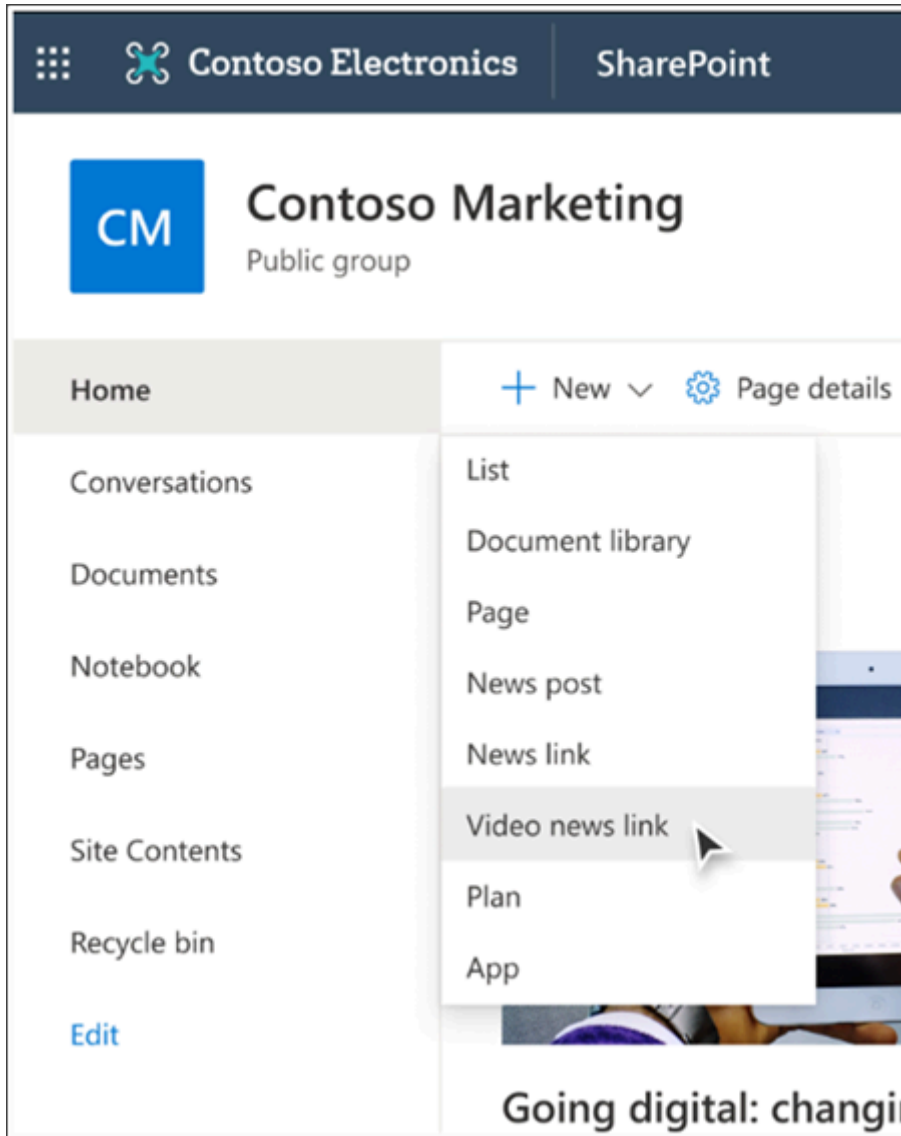 Contoso Electronics
SharePoint
CM
Contoso Marketing
Public group
Home
Conversations
Documents
Notebook
Pages
Site Contents
Recycle bin
Edit
New
Page details
List
Document library
Page
News post
News link
Video news link
Plan
App
Going digital: